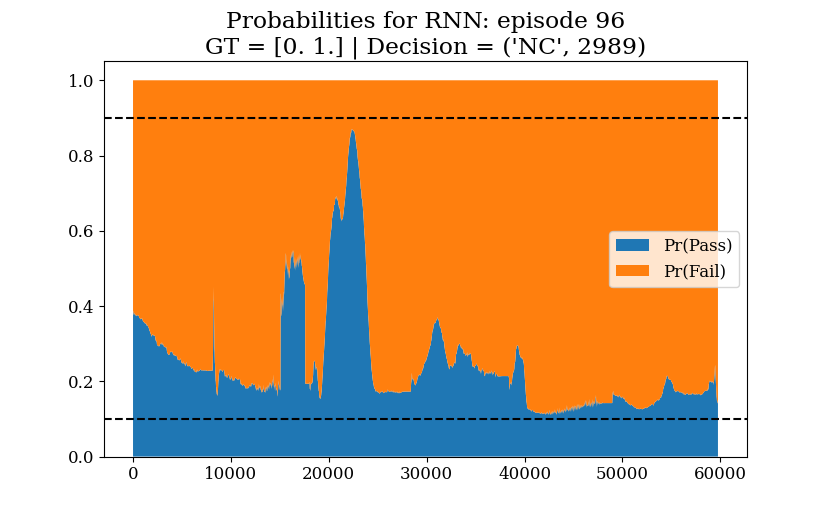 Probabilities for RNN: episode 96
GT = [0. 1.] | Decision = ('NC', 2989)
1.0
0.8
0.6
0.4
0.2
0.0
Pr(Pass)
Pr(Fail)
0 10000 20000 30000 40000 50000 60000